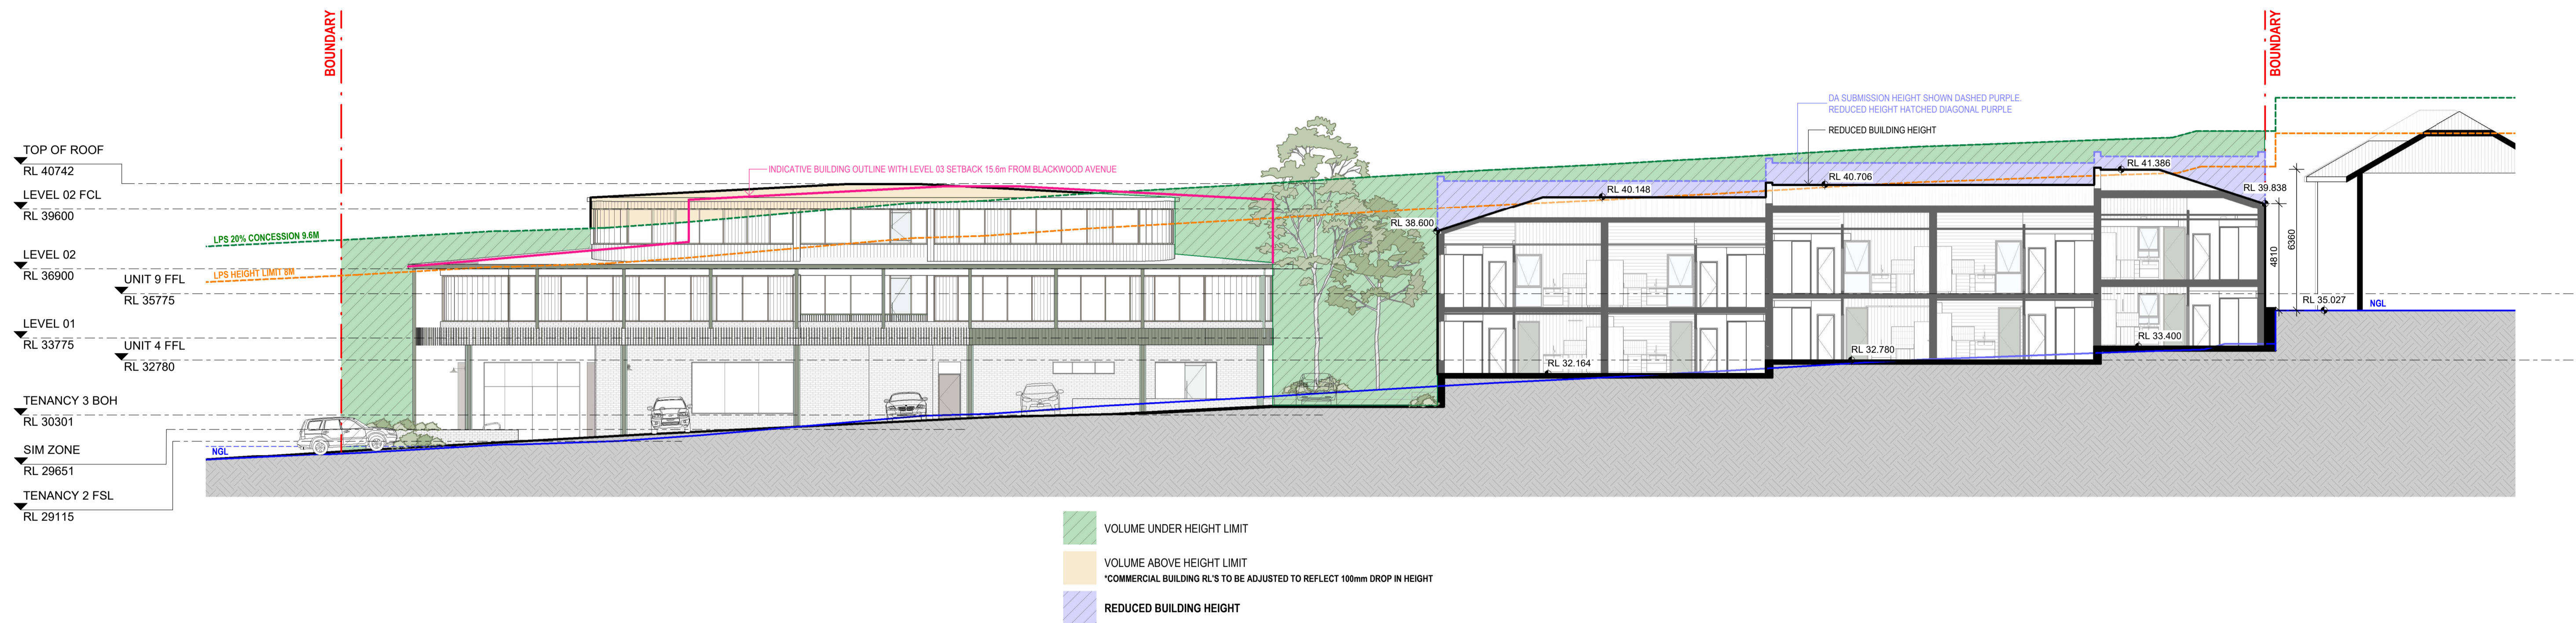 BOUNDARY
BOUNDARY
DA SUBMISSION HEIGHT SHOWN DASHED PURPLE.
REDUCED HEIGHT HATCHED DIAGONAL PURPLE
REDUCED BUILDING HEIGHT
TOP OF ROOF
RL 40742
LEVEL 02 FCL
RL 39600
LEVEL 02
RL 36900
UNIT 9 FFL
RL 35775
LEVEL 01
RL 33775
UNIT 4 FFL
RL 32780
TENANCY 3 BOH
RL 30301
SIM ZONE
RL 29651
TENANCY 2 FSL
RL 29115
LPS 20% CONCESSION 9.6M
LPS HEIGHT LIMIT 8M
NGL
INDICATIVE BUILDING OUTLINE WITH LEVEL 03 SETBACK 15.6m FROM BLACKWOOD AVENUE
RL 38.600
RL 40.148
RL 40.706
RL 41.386
RL 39.838
4810
6360
RL 35.027
NGL
RL 32.164
RL 32.780
RL 33.400
VOLUME UNDER HEIGHT LIMIT
VOLUME ABOVE HEIGHT LIMIT
*COMMERCIAL BUILDING RL'S TO BE ADJUSTED TO REFLECT 100mm DROP IN HEIGHT
REDUCED BUILDING HEIGHT